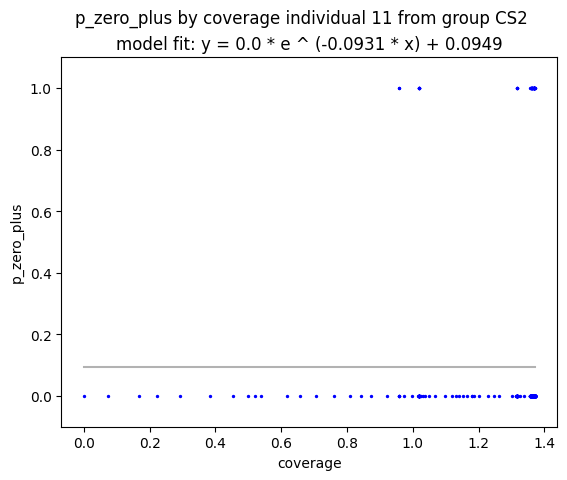 p_zero_plus by coverage individual 11 from group CS2
model fit: y = 0.0 * e ^ (-0.0931 * x) + 0.0949
1.0
0.8
0.6
0.4
0.2
0.0
p_zero_plus
0.0 0.2 0.4 0.6 0.8 1.0 1.2 1.4
coverage